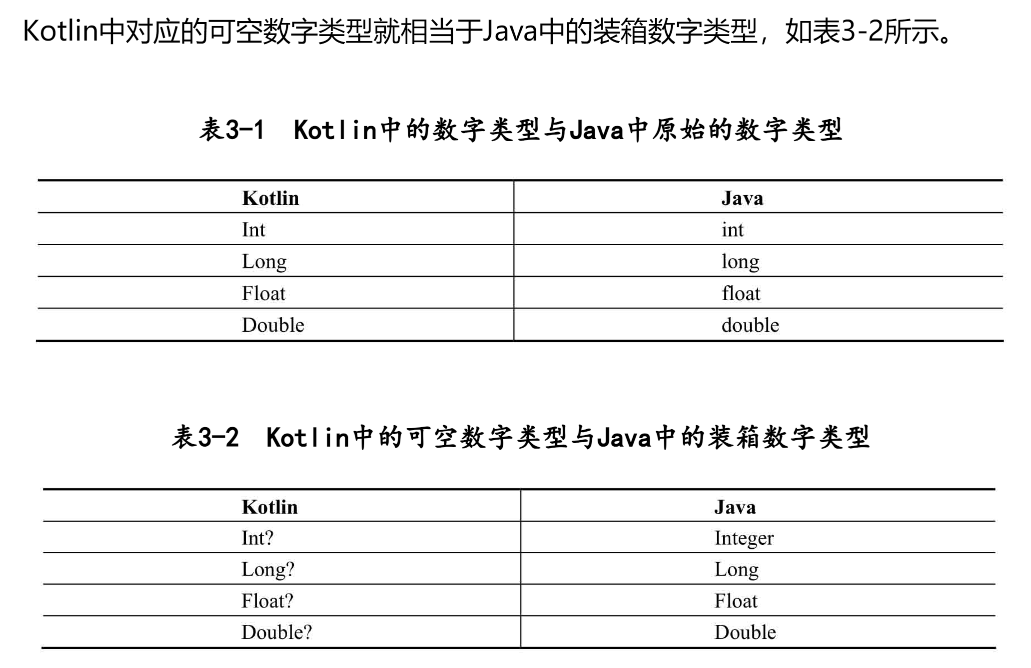 Kotlin中对应的可空数字类型就相当于Java中的装箱数字类型，如表3-2所示。
表3-1 Kotlin中的数字类型与Java中原始的数字类型
Kotlin Java
Int int
Long long
Float float
Double double
表3-2 Kotlin中的可空数字类型与Java中的装箱数字类型
Kotlin Java
Int? Integer
Long? Long
Float? Float
Double? Double